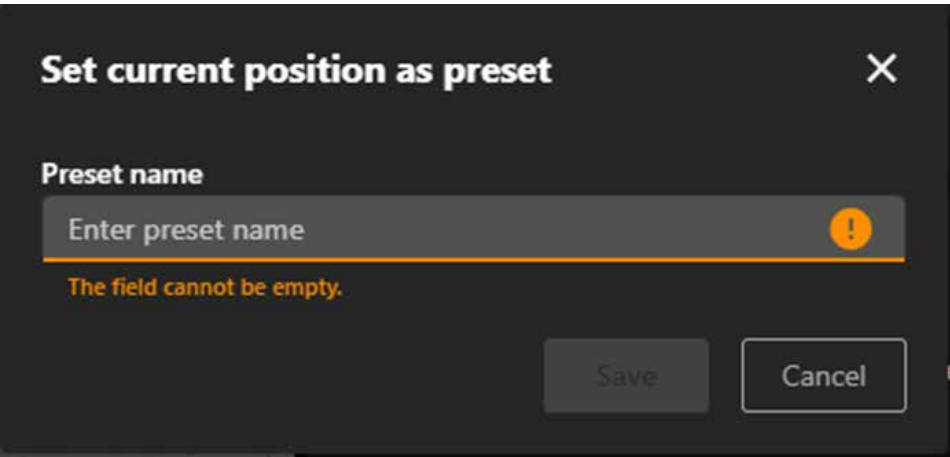 Set current position as preset
Preset name
Enter preset name
The field cannot be empty.
Save
Cancel